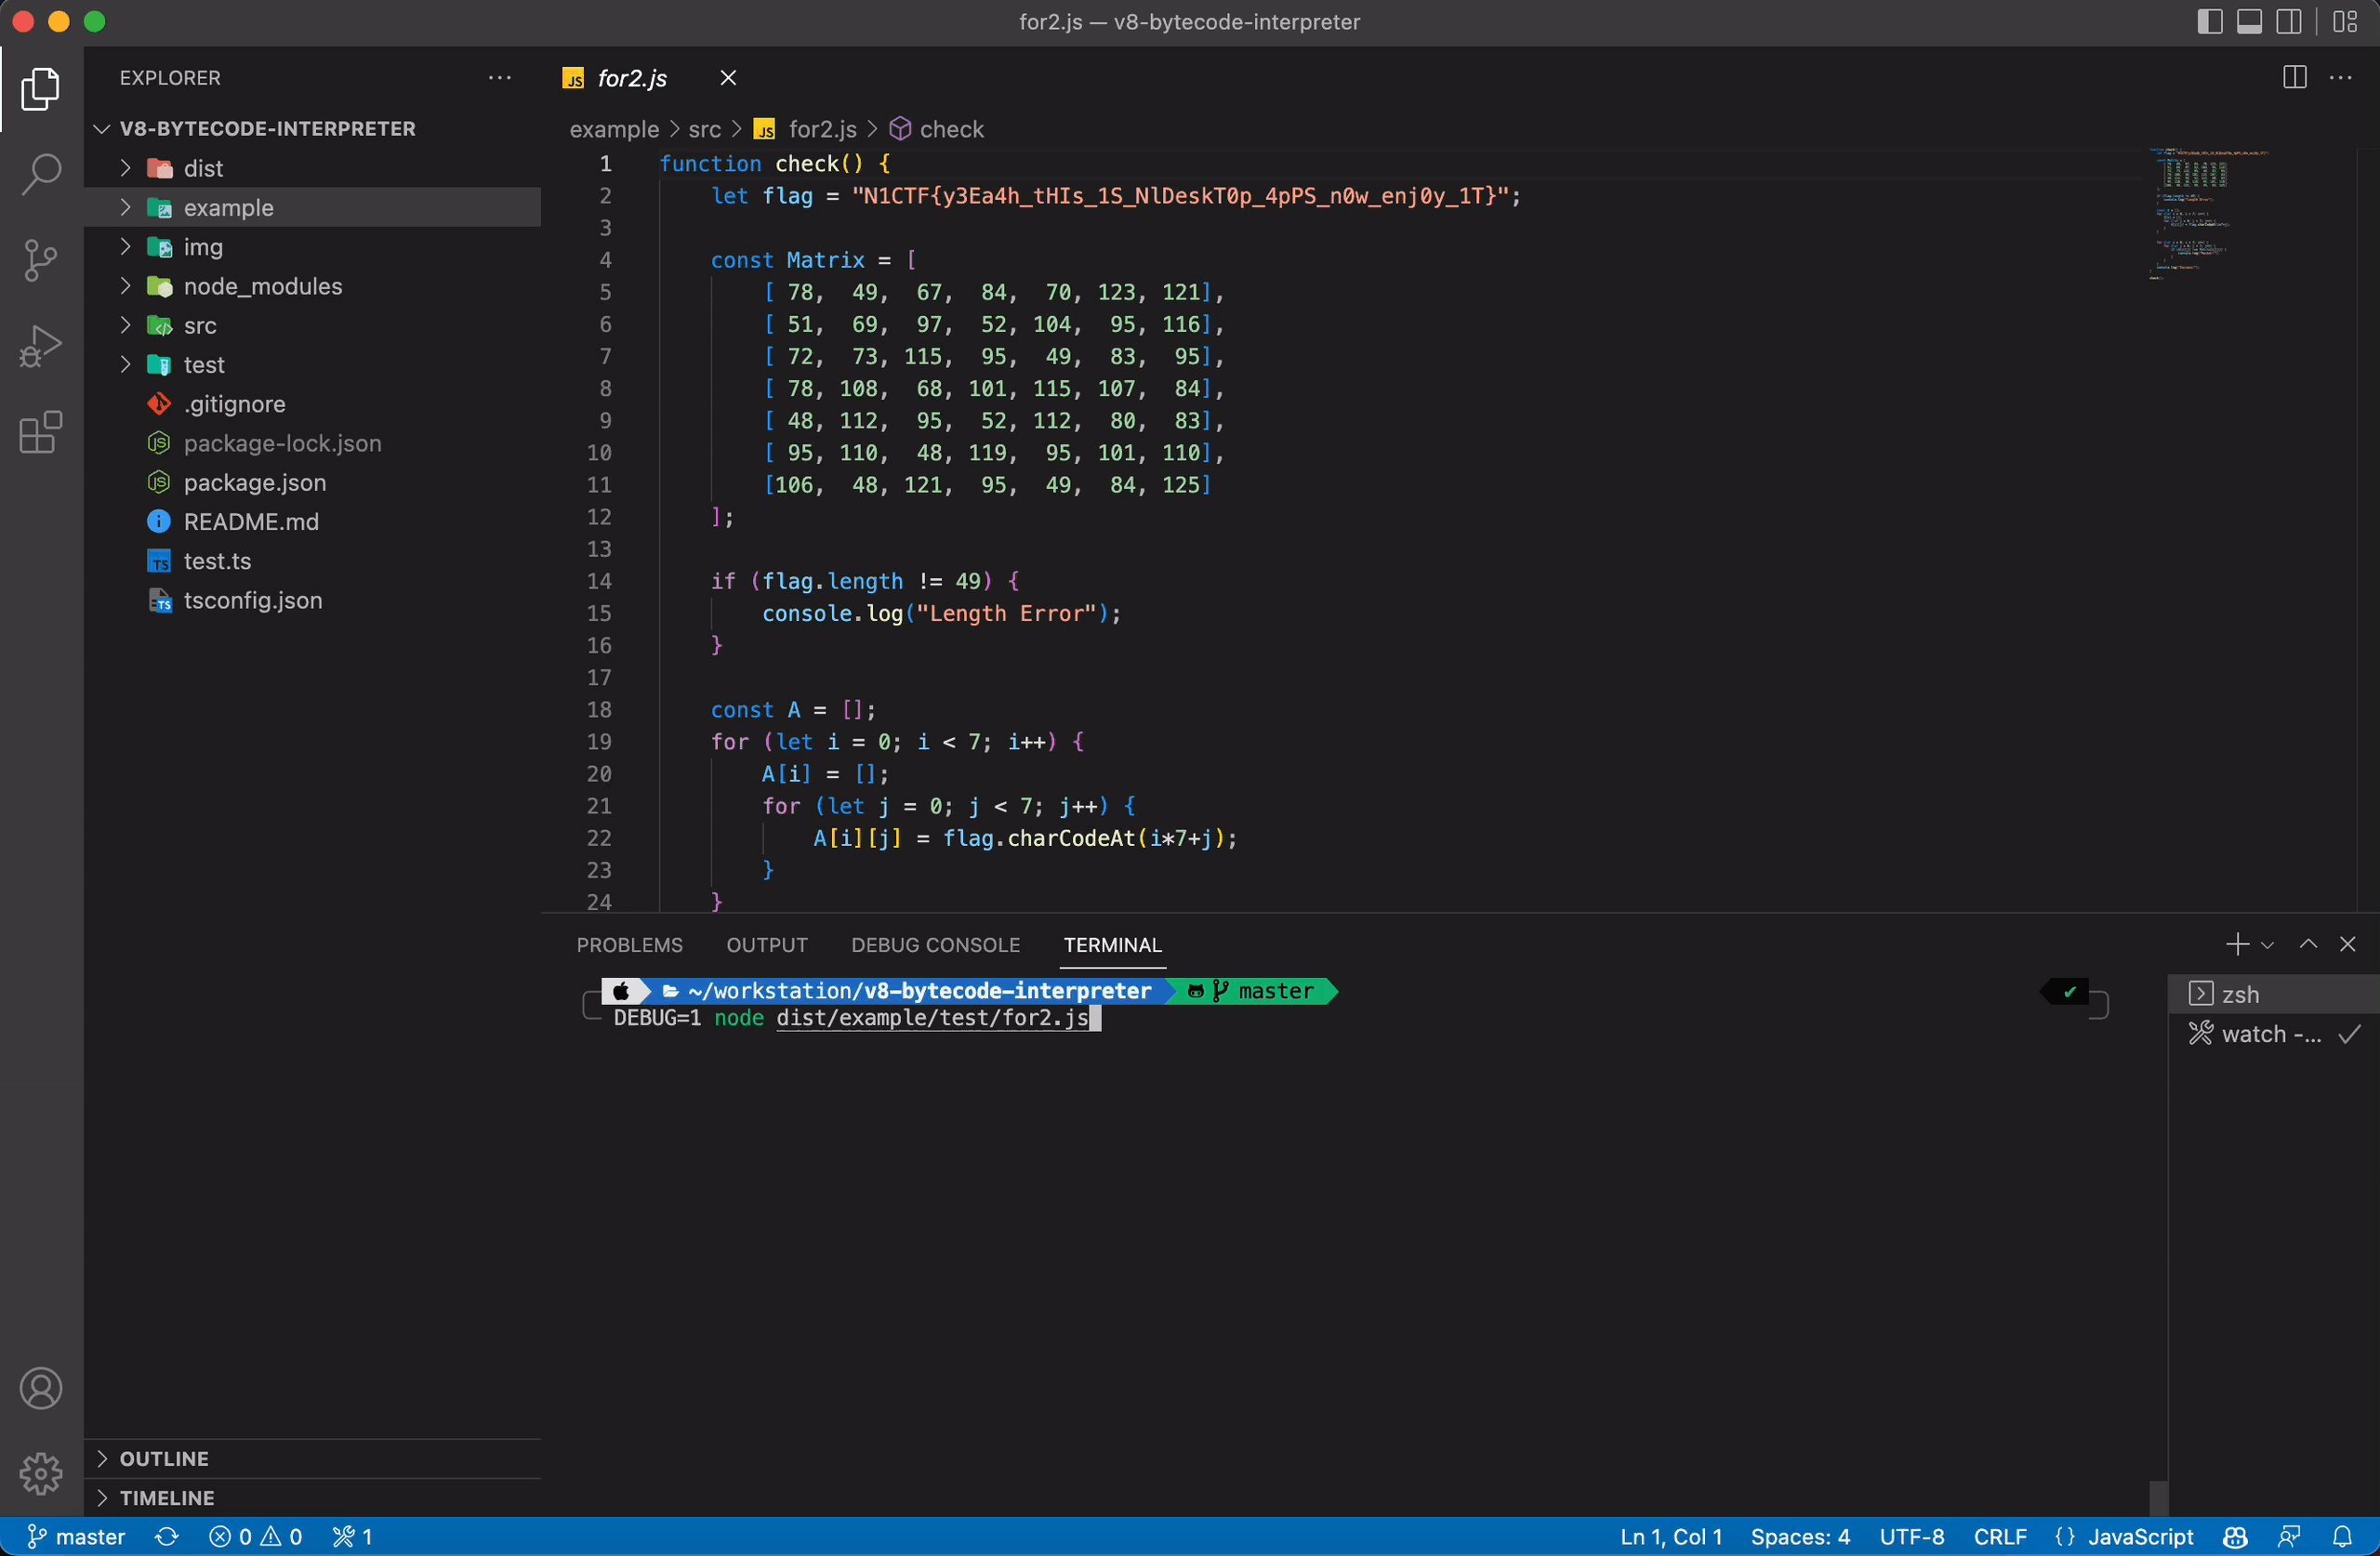 for2.js — v8-bytecode-interpreter
EXPLORER
V8-BYTECODE-INTERPRETER
dist
example
img
node_modules
src
test
.gitignore
package-lock.json
package.json
README.md
test.ts
tsconfig.json
OUTLINE
TIMELINE
for2.js
example > src > for2.js > check
1 function check() {
2 let flag = "N1CTF{y3Ea4h_tHIs_1S_NlDeskT0p_4pPS_n0w_enj0y_1T}";
3
4 const Matrix = [
5 [ 78, 49, 67, 84, 70, 123, 121],
6 [ 51, 69, 97, 52, 104, 95, 116],
7 [ 72, 73, 115, 95, 49, 83, 95],
8 [ 78, 108, 68, 101, 115, 107, 84],
9 [ 48, 112, 95, 52, 112, 80, 83],
10 [ 95, 110, 48, 119, 95, 101, 110],
11 [106, 48, 121, 95, 49, 84, 125]
12 ];
13
14 if (flag.length != 49) {
15 console.log("Length Error");
16 }
17
18 const A = [];
19 for (let i = 0; i < 7; i++) {
20 A[i] = [];
21 for (let j = 0; j < 7; j++) {
22 A[i][j] = flag.charCodeAt(i*7+j);
23 }
24 }
PROBLEMS OUTPUT DEBUG CONSOLE TERMINAL
~/workstation/v8-bytecode-interpreter master ✔
DEBUG=1 node dist/example/test/for2.js
zsh
watch -... ✓
master 0 0 1
Ln 1, Col 1 Spaces: 4 UTF-8 CRLF {} JavaScript